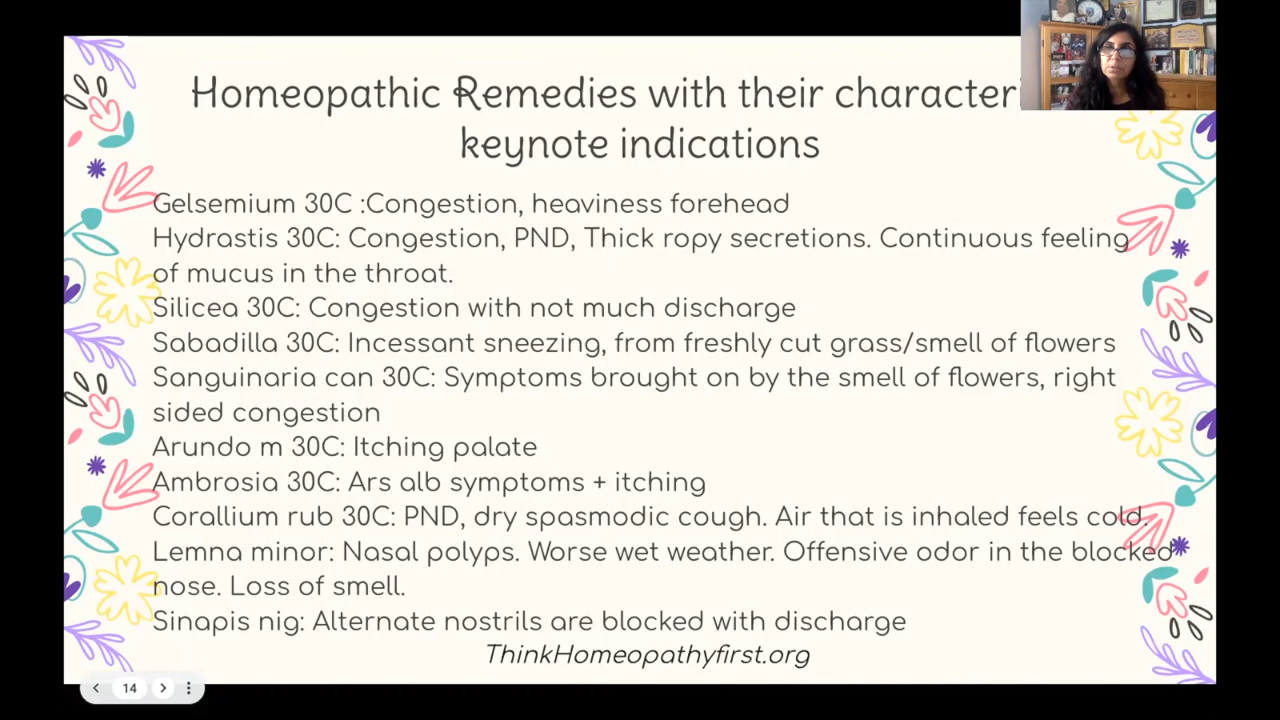 Homeopathic Remedies with their characteri
keynote indications
Gelsemium 30C :Congestion, heaviness forehead
Hydrastis 30C: Congestion, PND, Thick ropy secretions. Continuous feeling
of mucus in the throat.
Silicea 30C: Congestion with not much discharge
Sabadilla 30C: Incessant sneezing, from freshly cut grass/smell of flowers
Sanguinaria can 30C: Symptoms brought on by the smell of flowers, right
sided congestion
Arundo m 30C: Itching palate
Ambrosia 30C: Ars alb symptoms + itching
Corallium rub 30C: PND, dry spasmodic cough. Air that is inhaled feels cold.
Lemna minor: Nasal polyps. Worse wet weather. Offensive odor in the blocked
nose. Loss of smell.
Sinapis nig: Alternate nostrils are blocked with discharge
ThinkHomeopathyfirst.org
14